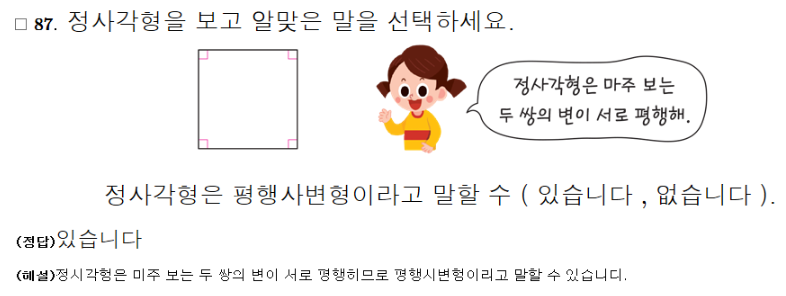 □ 87. 정사각형을 보고 알맞은 말을 선택하세요.
정사각형은 마주 보는
두 쌍의 변이 서로 평행해.
정사각형은 평행사변형이라고 말할 수 ( 있습니다 , 없습니다 ).
(정답)있습니다
(해설)정사각형은 마주 보는 두 쌍의 변이 서로 평행하므로 평행사변형이라고 말할 수 있습니다.